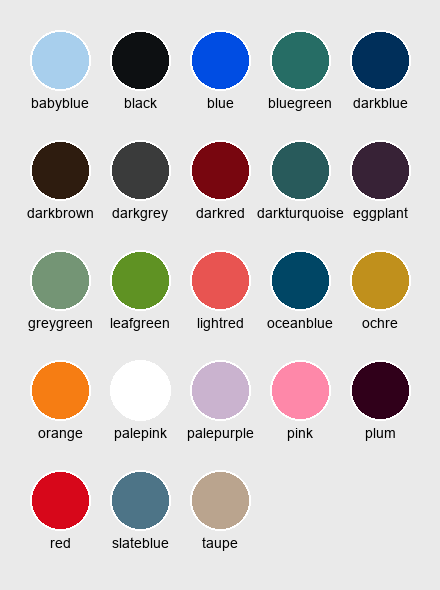 babyblue black blue bluegreen darkblue
darkbrown darkgrey darkred darkturquoise eggplant
greygreen leafgreen lightred oceanblue ochre
orange palepink palepurple pink plum
red slateblue taupe